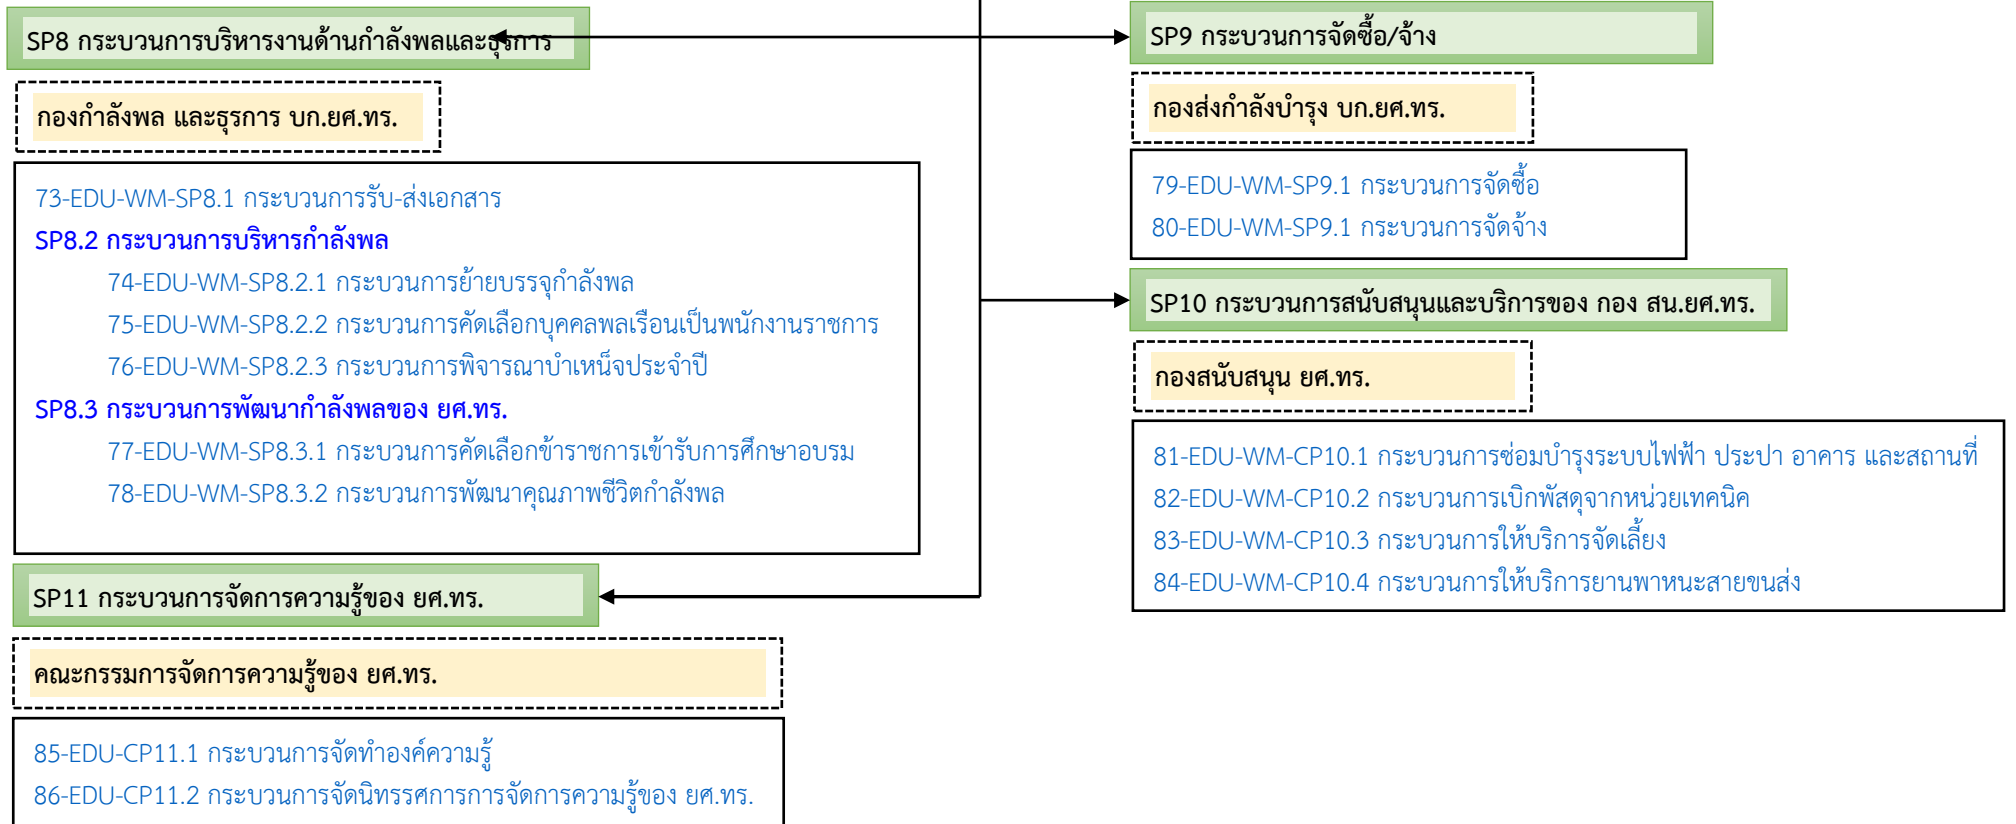 SP8 กระบวนการบริหารงานด้านกำลังพลและธุรการ
กองกำลังพล และธุรการ บก.ยศ.ทร.
73-EDU-WM-SP8.1 กระบวนการรับ-ส่งเอกสาร
SP8.2 กระบวนการบริหารกำลังพล
74-EDU-WM-SP8.2.1 กระบวนการย้ายบรรจุกำลังพล
75-EDU-WM-SP8.2.2 กระบวนการคัดเลือกบุคคลพลเรือนเป็นพนักงานราชการ
76-EDU-WM-SP8.2.3 กระบวนการพิจารณาบำเหน็จประจำปี
SP8.3 กระบวนการพัฒนากำลังพลของ ยศ.ทร.
77-EDU-WM-SP8.3.1 กระบวนการคัดเลือกข้าราชการเข้ารับการศึกษาอบรม
78-EDU-WM-SP8.3.2 กระบวนการพัฒนาคุณภาพชีวิตกำลังพล
SP9 กระบวนการจัดซื้อ/จ้าง
กองส่งกำลังบำรุง บก.ยศ.ทร.
79-EDU-WM-SP9.1 กระบวนการจัดซื้อ
80-EDU-WM-SP9.1 กระบวนการจัดจ้าง
SP10 กระบวนการสนับสนุนและบริการของ กอง สน.ยศ.ทร.
กองสนับสนุน ยศ.ทร.
81-EDU-WM-CP10.1 กระบวนการซ่อมบำรุงระบบไฟฟ้า ประปา อาคาร และสถานที่
82-EDU-WM-CP10.2 กระบวนการเบิกพัสดุจากหน่วยเทคนิค
83-EDU-WM-CP10.3 กระบวนการให้บริการจัดเลี้ยง
84-EDU-WM-CP10.4 กระบวนการให้บริการยานพาหนะสายขนส่ง
SP11 กระบวนการจัดการความรู้ของ ยศ.ทร.
คณะกรรมการจัดการความรู้ของ ยศ.ทร.
85-EDU-CP11.1 กระบวนการจัดทำองค์ความรู้
86-EDU-CP11.2 กระบวนการจัดนิทรรศการการจัดการความรู้ของ ยศ.ทร.